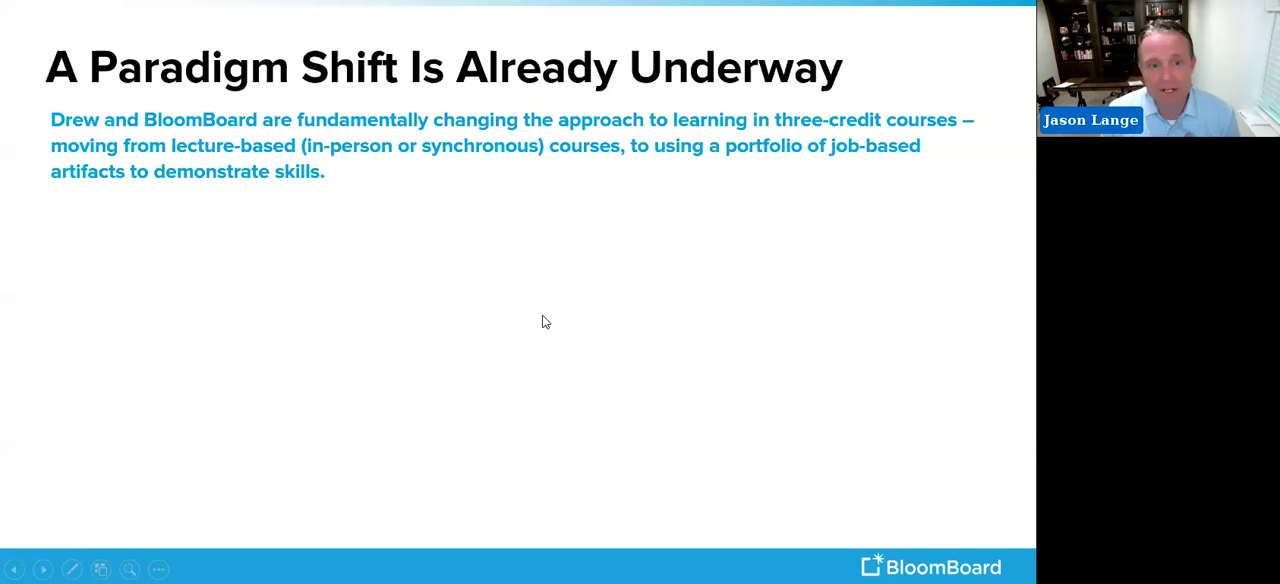 A Paradigm Shift Is Already Underway
Drew and BloomBoard are fundamentally changing the approach to learning in three-credit courses –
moving from lecture-based (in-person or synchronous) courses, to using a portfolio of job-based
artifacts to demonstrate skills.
Jason Lange
BloomBoard